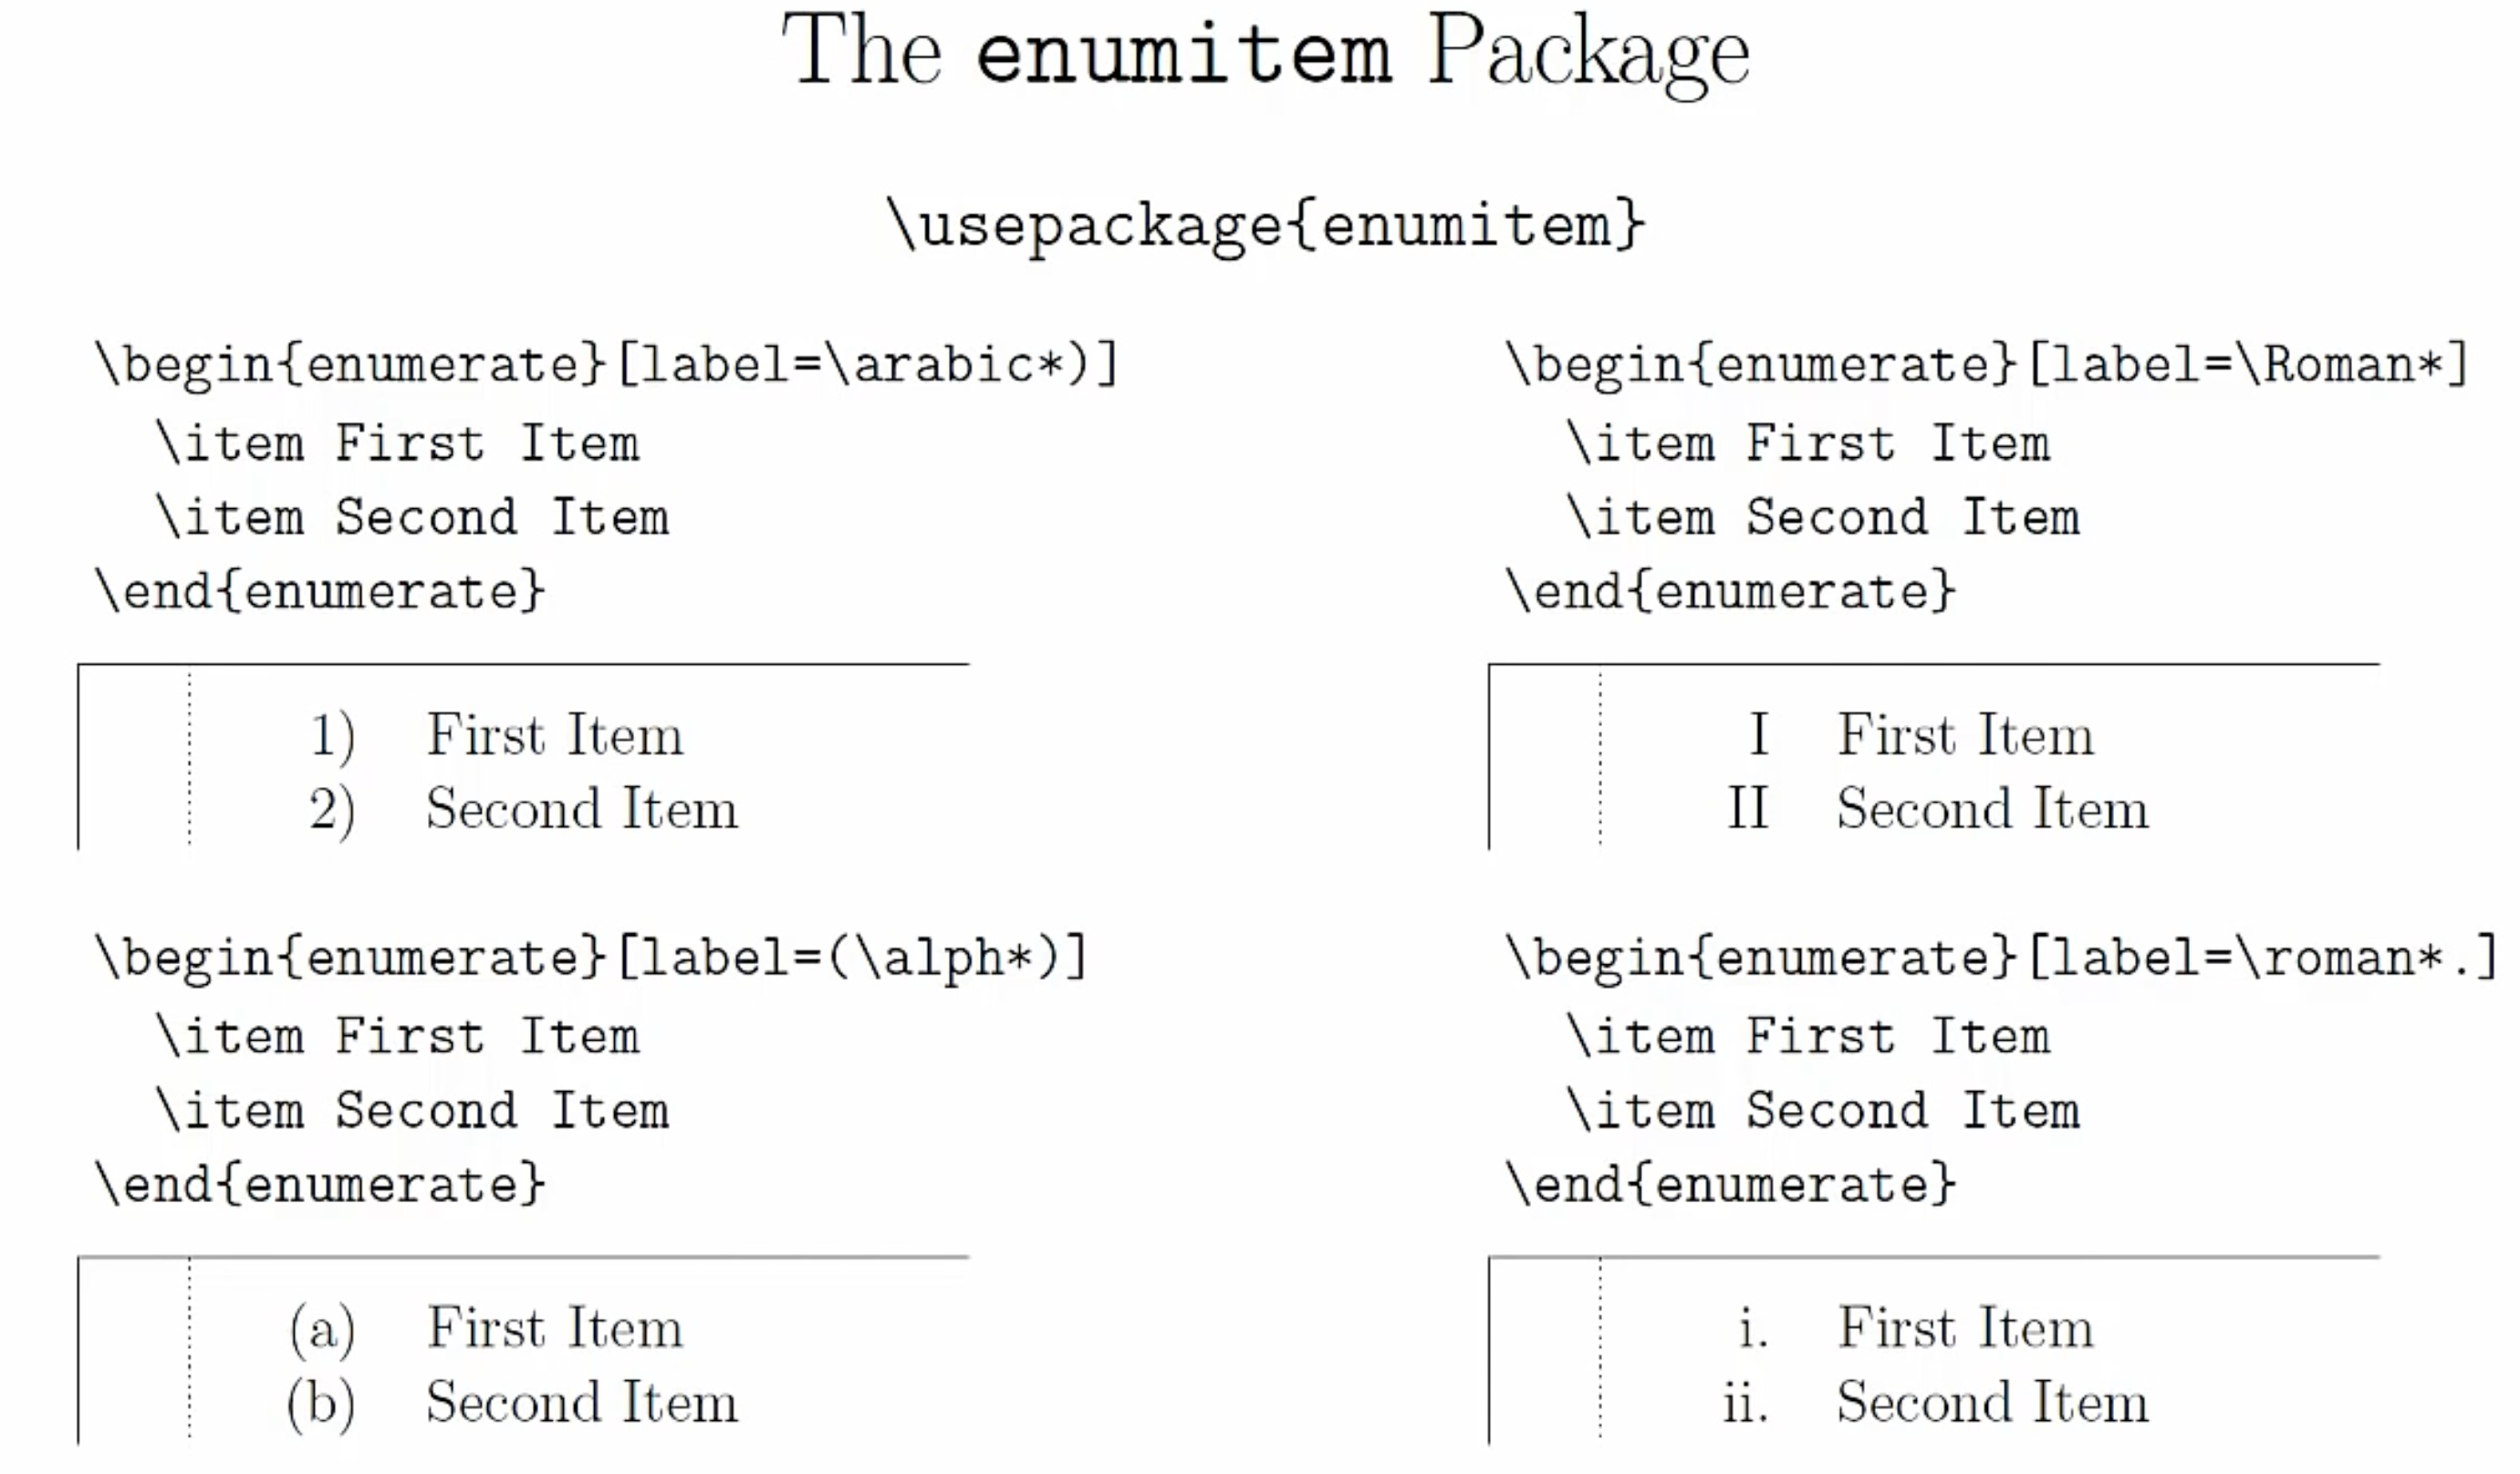 The enumitem Package
\usepackage{enumitem}
\begin{enumerate}[label=\arabic*)]
\item First Item
\item Second Item
\end{enumerate}
1) First Item
2) Second Item
\begin{enumerate}[label=\Roman*]
\item First Item
\item Second Item
\end{enumerate}
I First Item
II Second Item
\begin{enumerate}[label=(\alph*)]
\item First Item
\item Second Item
\end{enumerate}
(a) First Item
(b) Second Item
\begin{enumerate}[label=\roman*.]
\item First Item
\item Second Item
\end{enumerate}
i. First Item
ii. Second Item